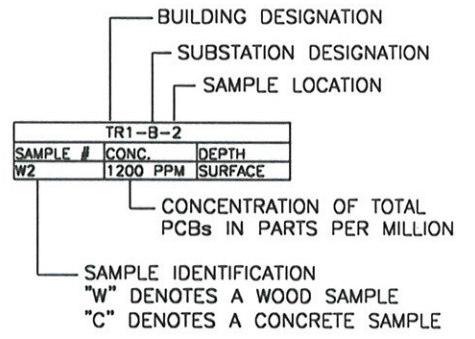 BUILDING DESIGNATION
SUBSTATION DESIGNATION
SAMPLE LOCATION
TR1-B-2
SAMPLE # CONC. DEPTH
W2 1200 PPM SURFACE
CONCENTRATION OF TOTAL
PCBs IN PARTS PER MILLION
SAMPLE IDENTIFICATION
"W" DENOTES A WOOD SAMPLE
"C" DENOTES A CONCRETE SAMPLE